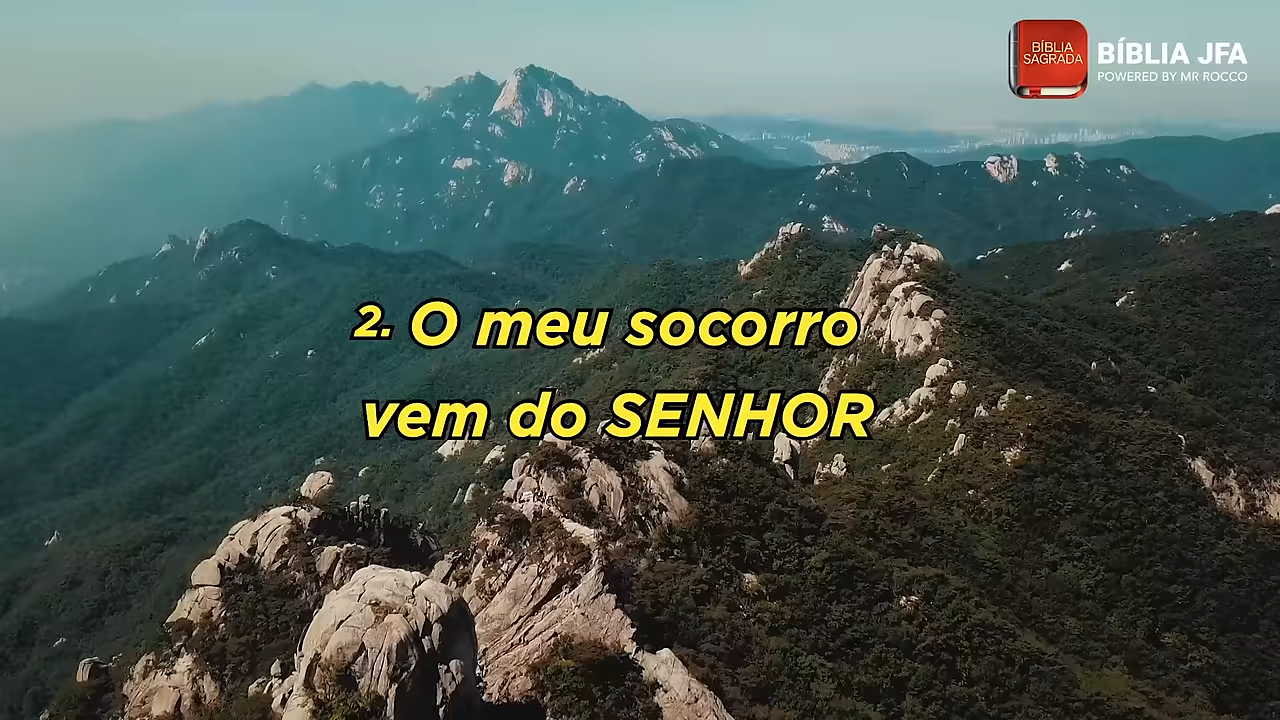 BÍBLIA
SAGRADA
BÍBLIA JFA
POWERED BY MR ROCCO
2. O meu socorro
vem do SENHOR